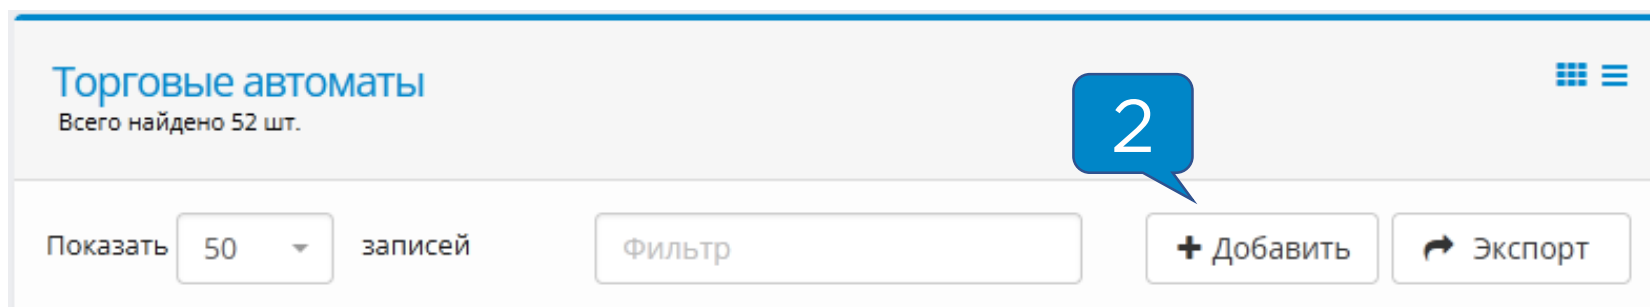 Торговые автоматы
Всего найдено 52 шт.
2
Показать 50 записей Фильтр + Добавить Экспорт